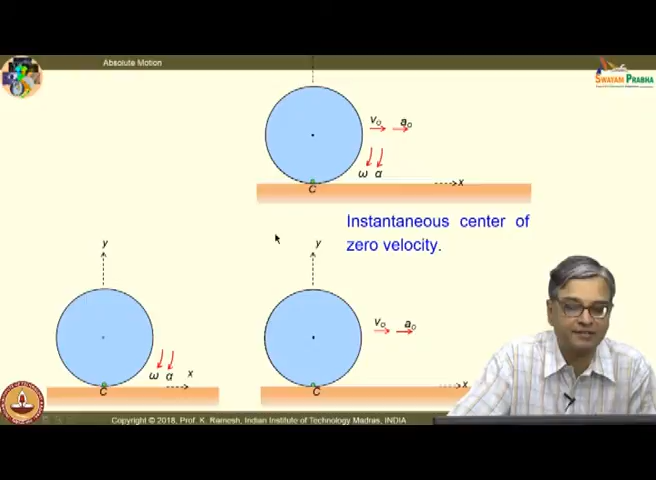 Absolute Motion
SWAYAM PRABHA
v₀ a₀
ω α
x
C
Instantaneous center of
zero velocity.
y
y
v₀ a₀
ω α
x
x
C
C
Copyright © 2018, Prof. K. Ramesh, Indian Institute of Technology Madras, INDIA